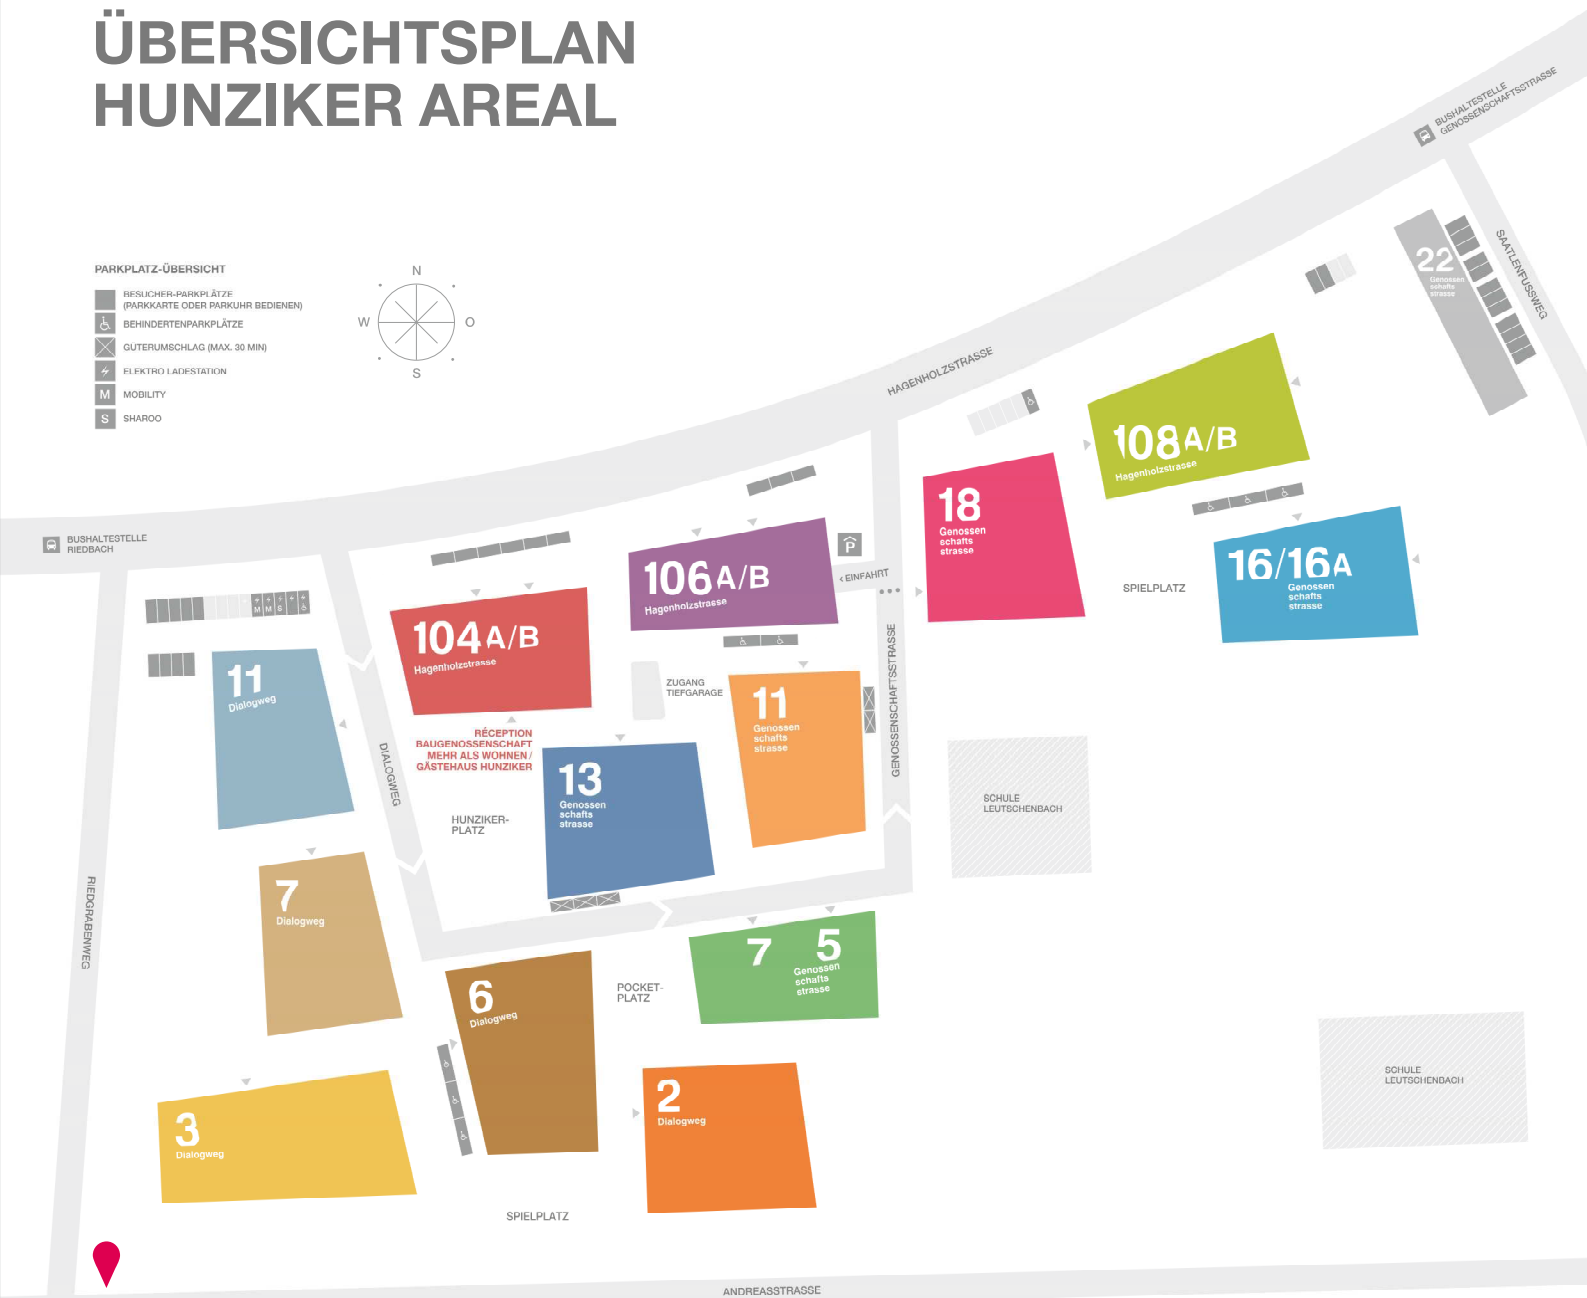 ÜBERSICHTSPLAN
HUNZIKER AREAL
BUSHALTESTELLE
GENOSSENSCHAFTSSTRASSE
SAATLENFUSSWEG
22
Genossen
schafts
strasse
PARKPLATZ-ÜBERSICHT
BESUCHER-PARKPLÄTZE
(PARKKARTE ODER PARKUHR BEDIENEN)
BEHINDERTENPARKPLÄTZE
GUTERUMSCHLAG (MAX. 30 MIN)
ELEKTRO LADESTATION
M MOBILITY
S SHAROO
N
W O
S
HAGENHOLZSTRASSE
108A/B
Hagenholzstrasse
18
Genossen
schafts
strasse
BUSHALTESTELLE
RIEDBACH
P
‹ EINFAHRT
106A/B
Hagenholzstrasse
16/16A
Genossen
schafts
strasse
SPIELPLATZ
M M S
104A/B
Hagenholzstrasse
11
Dialogweg
ZUGANG
TIEFGARAGE
11
Genossen
schafts
strasse
GENOSSENSCHAFTSSTRASSE
RÉCEPTION
BAUGENOSSENSCHAFT
MEHR ALS WOHNEN /
GÄSTEHAUS HUNZIKER
DIALOGWEG
13
Genossen
schafts
strasse
HUNZIKER-
PLATZ
SCHULE
LEUTSCHENBACH
7
Dialogweg
RIEDGRABENWEG
7 5
Genossen
schafts
strasse
6
Dialogweg
POCKET-
PLATZ
SCHULE
LEUTSCHENBACH
2
Dialogweg
3
Dialogweg
SPIELPLATZ
ANDREASSTRASSE